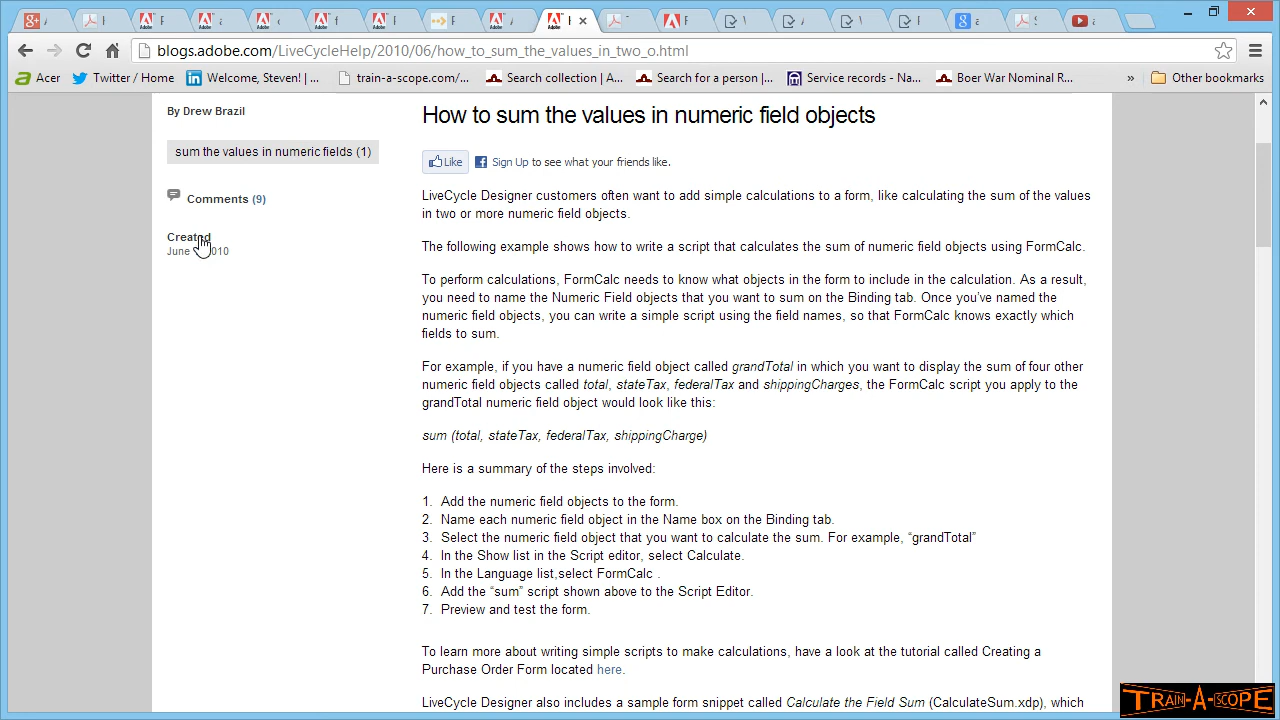 blogs.adobe.com/LiveCycleHelp/2010/06/how_to_sum_the_values_in_two_o.html
Acer Twitter / Home Welcome, Steven! | ... train-a-scope.com/... Search collection | A... Search for a person |... Service records - Na... Boer War Nominal R... » Other bookmarks
By Drew Brazil
sum the values in numeric fields (1)
Comments (9)
Created
June 2010
How to sum the values in numeric field objects
Like Sign Up to see what your friends like.
LiveCycle Designer customers often want to add simple calculations to a form, like calculating the sum of the values
in two or more numeric field objects.
The following example shows how to write a script that calculates the sum of numeric field objects using FormCalc.
To perform calculations, FormCalc needs to know what objects in the form to include in the calculation. As a result,
you need to name the Numeric Field objects that you want to sum on the Binding tab. Once you've named the
numeric field objects, you can write a simple script using the field names, so that FormCalc knows exactly which
fields to sum.
For example, if you have a numeric field object called grandTotal in which you want to display the sum of four other
numeric field objects called total, stateTax, federalTax and shippingCharges, the FormCalc script you apply to the
grandTotal numeric field object would look like this:
sum (total, stateTax, federalTax, shippingCharge)
Here is a summary of the steps involved:
1. Add the numeric field objects to the form.
2. Name each numeric field object in the Name box on the Binding tab.
3. Select the numeric field object that you want to calculate the sum. For example, “grandTotal”
4. In the Show list in the Script editor, select Calculate.
5. In the Language list,select FormCalc .
6. Add the “sum” script shown above to the Script Editor.
7. Preview and test the form.
To learn more about writing simple scripts to make calculations, have a look at the tutorial called Creating a
Purchase Order Form located here.
LiveCycle Designer also includes a sample form snippet called Calculate the Field Sum (CalculateSum.xdp), which
TRAIN-A-SCOPE